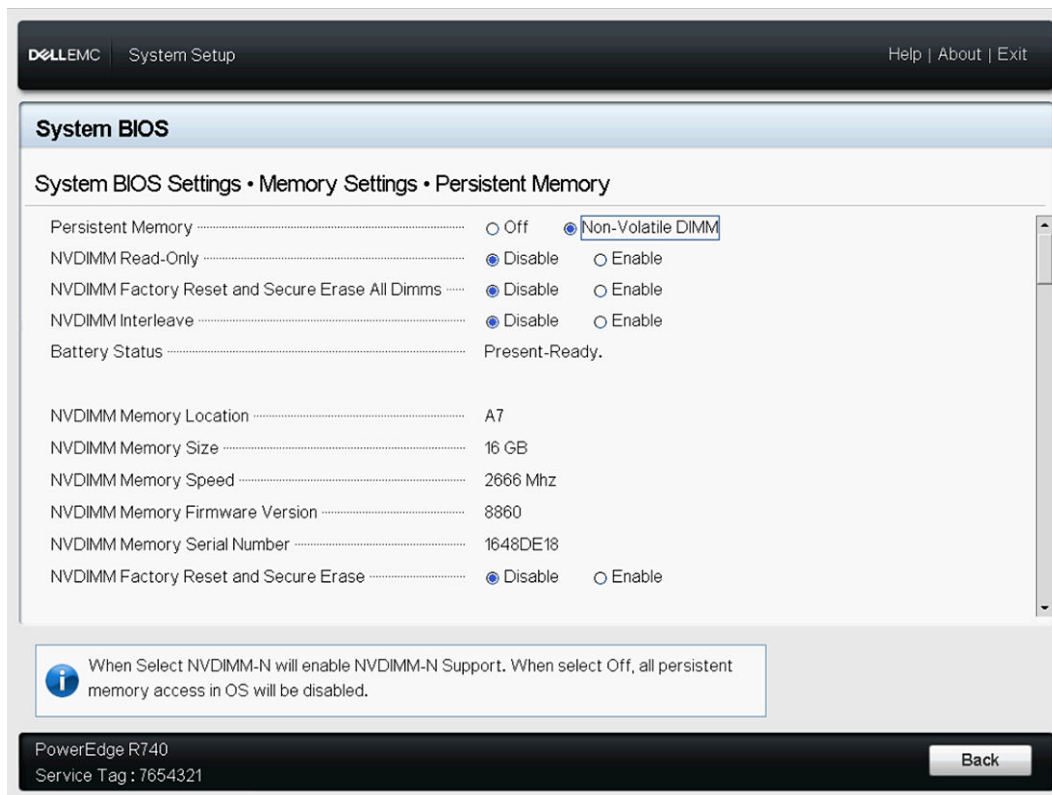 DELLEMC System Setup Help | About | Exit
System BIOS
System BIOS Settings • Memory Settings • Persistent Memory
Persistent Memory Off Non-Volatile DIMM
NVDIMM Read-Only Disable Enable
NVDIMM Factory Reset and Secure Erase All Dimms Disable Enable
NVDIMM Interleave Disable Enable
Battery Status Present-Ready.
NVDIMM Memory Location A7
NVDIMM Memory Size 16 GB
NVDIMM Memory Speed 2666 Mhz
NVDIMM Memory Firmware Version 8860
NVDIMM Memory Serial Number 1648DE18
NVDIMM Factory Reset and Secure Erase Disable Enable
When Select NVDIMM-N will enable NVDIMM-N Support. When select Off, all persistent
memory access in OS will be disabled.
PowerEdge R740
Service Tag : 7654321
Back